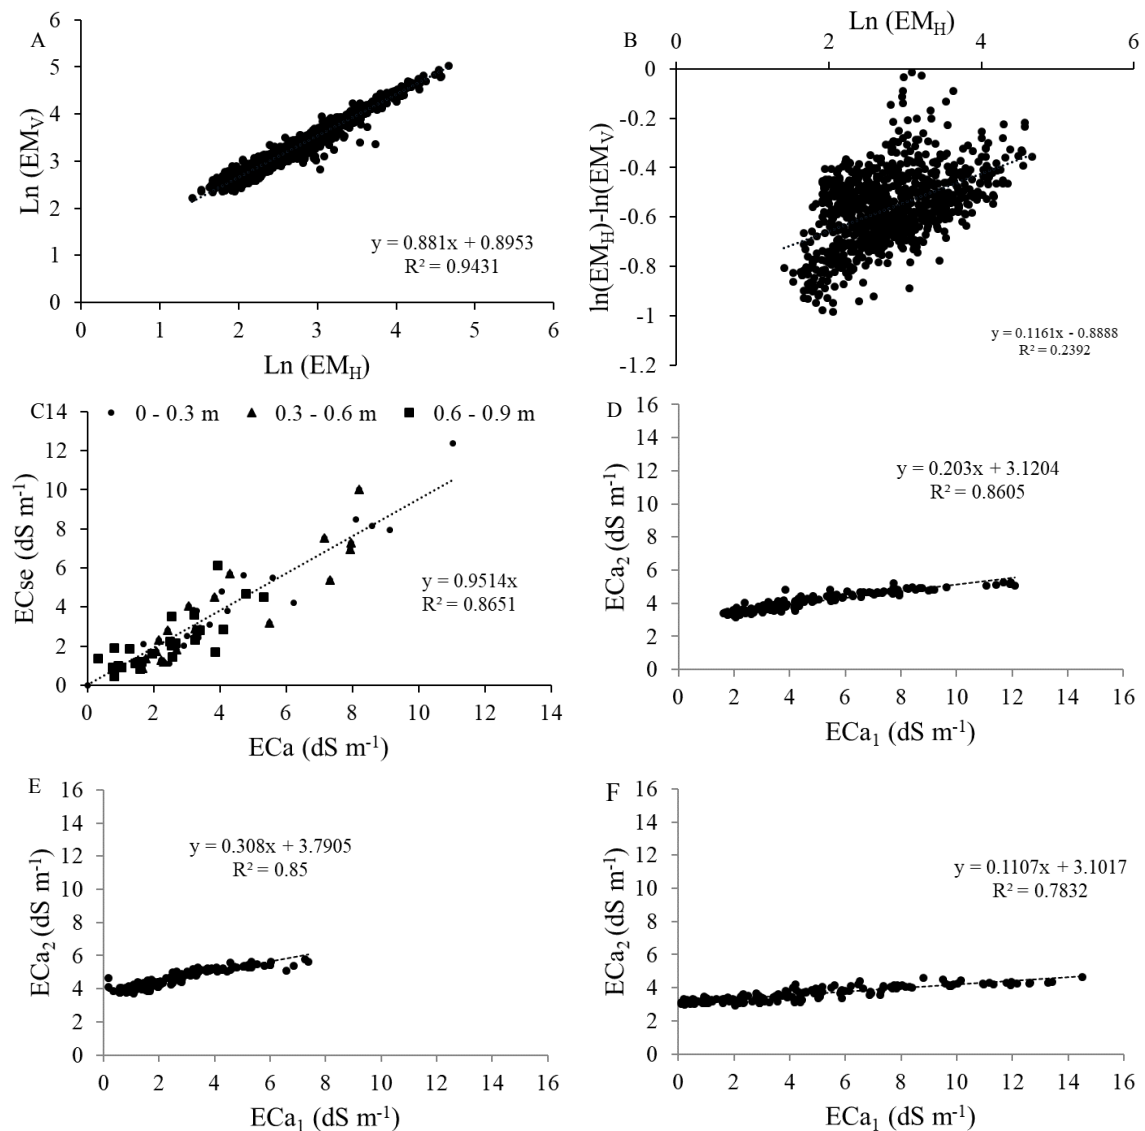 A
6
5
4
3
2
1
0
Ln (EMV)
y = 0.881x + 0.8953
R² = 0.9431
0 1 2 3 4 5 6
Ln (EMH)
B
Ln (EMH)
0 2 4 6
0
-0.2
-0.4
-0.6
-0.8
-1
-1.2
ln(EMH)-ln(EMV)
y = 0.1161x - 0.8888
R² = 0.2392
C
0 - 0.3 m 0.3 - 0.6 m 0.6 - 0.9 m
14
12
10
8
6
4
2
0
ECse (dS m⁻¹)
y = 0.9514x
R² = 0.8651
0 2 4 6 8 10 12 14
ECa (dS m⁻¹)
D
16
14
12
10
8
6
4
2
0
ECa₂ (dS m⁻¹)
y = 0.203x + 3.1204
R² = 0.8605
0 2 4 6 8 10 12 14 16
ECa₁ (dS m⁻¹)
E
16
14
12
10
8
6
4
2
0
ECa₂ (dS m⁻¹)
y = 0.308x + 3.7905
R² = 0.85
0 2 4 6 8 10 12 14 16
ECa₁ (dS m⁻¹)
F
16
14
12
10
8
6
4
2
0
ECa₂ (dS m⁻¹)
y = 0.1107x + 3.1017
R² = 0.7832
0 2 4 6 8 10 12 14 16
ECa₁ (dS m⁻¹)